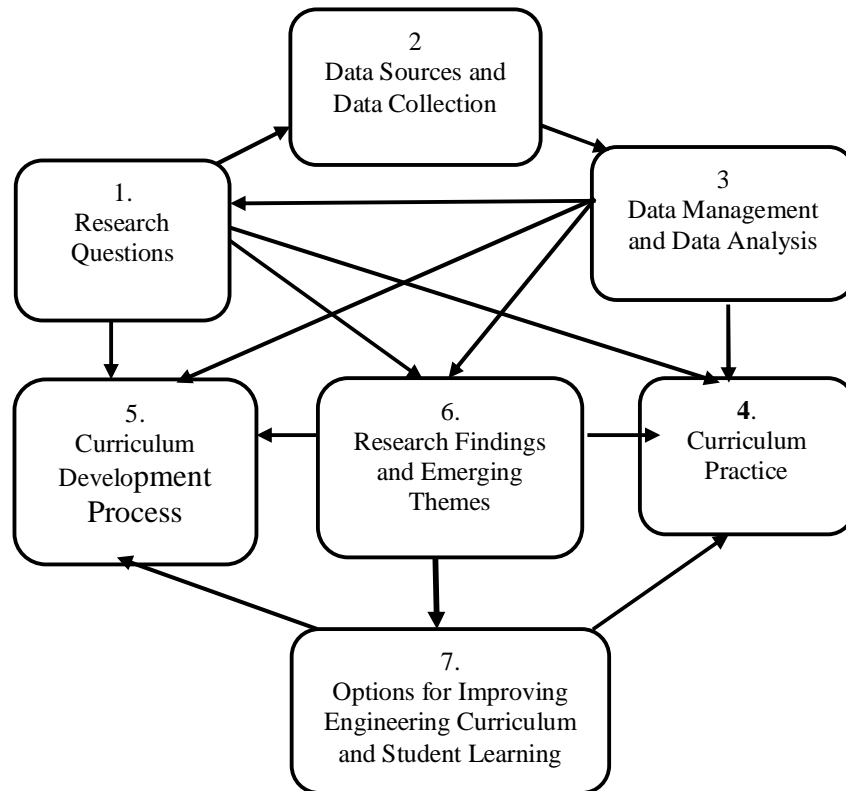 2
Data Sources and
Data Collection
1.
Research
Questions
3
Data Management
and Data Analysis
5.
Curriculum
Development
Process
6.
Research Findings
and Emerging
Themes
4.
Curriculum
Practice
7.
Options for Improving
Engineering Curriculum
and Student Learning